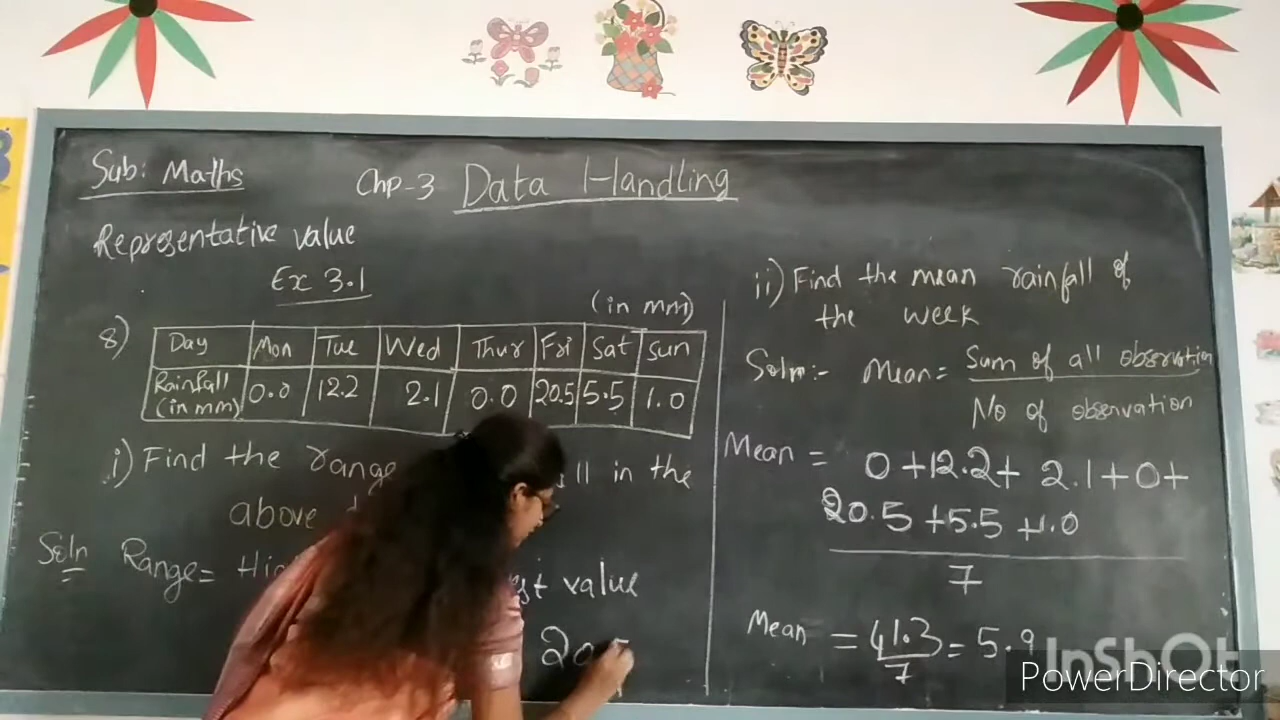 Sub: Maths
Chp-3 Data Handling
Representative value
Ex 3.1
(in mm)
8)
Day Mon Tue Wed Thur Fri Sat Sun
Rainfall (in mm) 0.0 12.2 2.1 0.0 20.5 5.5 1.0
i) Find the range ll in the
above
Soln Range = value
20.
ii) Find the mean rainfall of
the week
Soln:- Mean = Sum of all observation
No of observation
Mean = 0 + 12.2 + 2.1 + 0 +
20.5 + 5.5 + 1.0
7
Mean = 41.3 = 5.9
7
InShOt
PowerDirector